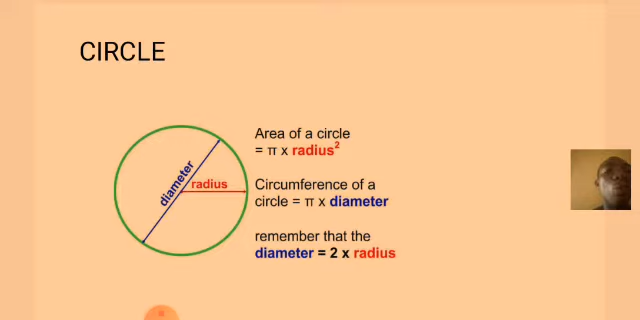 CIRCLE
Area of a circle
= π x radius²
diameter
radius
Circumference of a
circle = π x diameter
remember that the
diameter = 2 x radius